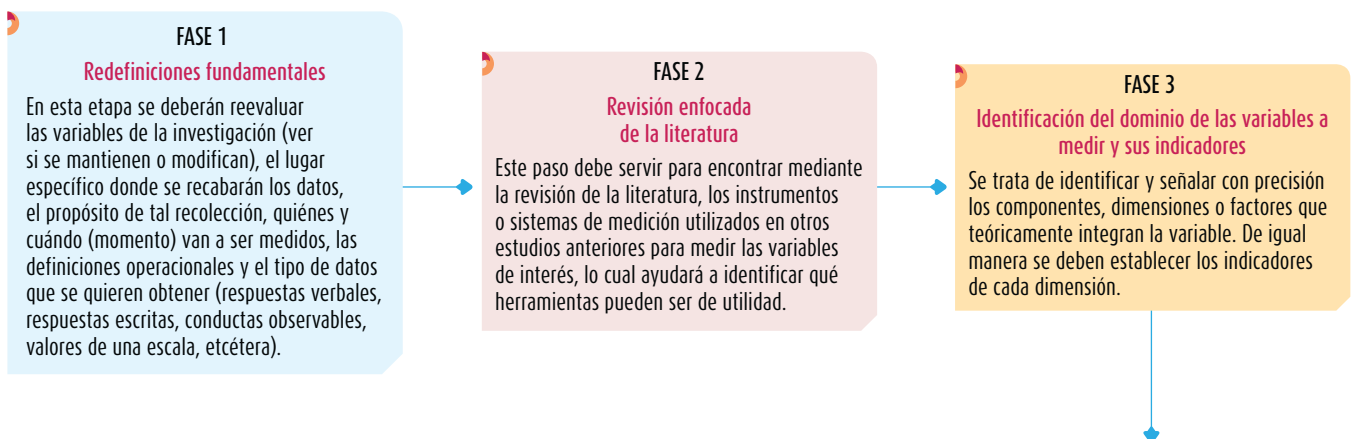 FASE 1
Redefiniciones fundamentales
En esta etapa se deberán reevaluar
las variables de la investigación (ver
si se mantienen o modifican), el lugar
específico donde se recabarán los datos,
el propósito de tal recolección, quiénes y
cuándo (momento) van a ser medidos, las
definiciones operacionales y el tipo de datos
que se quieren obtener (respuestas verbales,
respuestas escritas, conductas observables,
valores de una escala, etcétera).
FASE 2
Revisión enfocada
de la literatura
Este paso debe servir para encontrar mediante
la revisión de la literatura, los instrumentos
o sistemas de medición utilizados en otros
estudios anteriores para medir las variables
de interés, lo cual ayudará a identificar qué
herramientas pueden ser de utilidad.
FASE 3
Identificación del dominio de las variables a
medir y sus indicadores
Se trata de identificar y señalar con precisión
los componentes, dimensiones o factores que
teóricamente integran la variable. De igual
manera se deben establecer los indicadores
de cada dimensión.